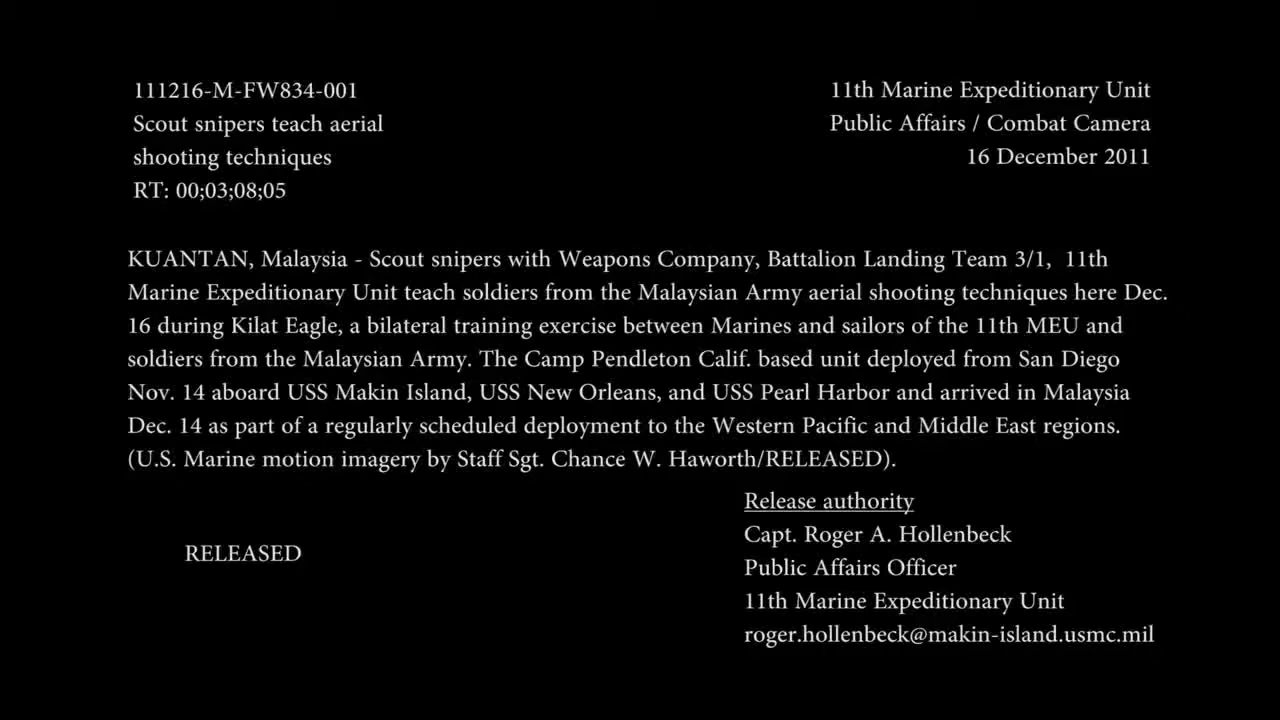 111216-M-FW834-001
Scout snipers teach aerial
shooting techniques
RT: 00;03;08;05
11th Marine Expeditionary Unit
Public Affairs / Combat Camera
16 December 2011
KUANTAN, Malaysia - Scout snipers with Weapons Company, Battalion Landing Team 3/1,  11th
Marine Expeditionary Unit teach soldiers from the Malaysian Army aerial shooting techniques here Dec.
16 during Kilat Eagle, a bilateral training exercise between Marines and sailors of the 11th MEU and
soldiers from the Malaysian Army. The Camp Pendleton Calif. based unit deployed from San Diego
Nov. 14 aboard USS Makin Island, USS New Orleans, and USS Pearl Harbor and arrived in Malaysia
Dec. 14 as part of a regularly scheduled deployment to the Western Pacific and Middle East regions.
(U.S. Marine motion imagery by Staff Sgt. Chance W. Haworth/RELEASED).
RELEASED
Release authority
Capt. Roger A. Hollenbeck
Public Affairs Officer
11th Marine Expeditionary Unit
roger.hollenbeck@makin-island.usmc.mil